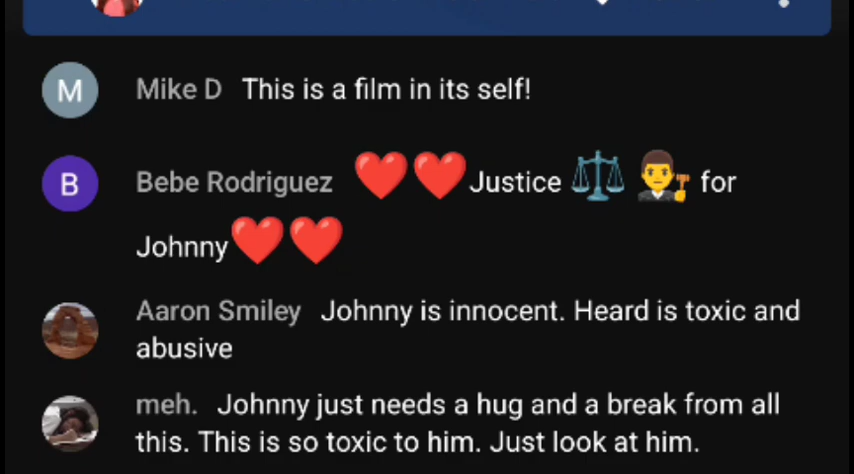 M
Mike D This is a film in its self!
B
Bebe Rodriguez ❤️❤️Justice ⚖️ 👨‍⚖️ for
Johnny❤️❤️
Aaron Smiley Johnny is innocent. Heard is toxic and
abusive
meh. Johnny just needs a hug and a break from all
this. This is so toxic to him. Just look at him.